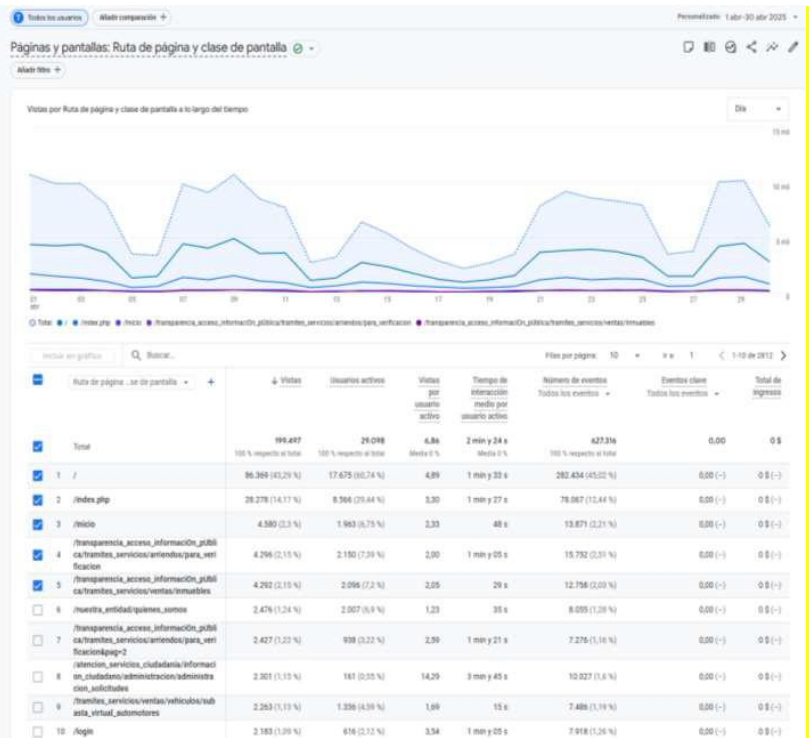 Todos los usuarios
Añadir comparación +
Personalizado 1 abr-30 abr 2025
Páginas y pantallas: Ruta de página y clase de pantalla
Añadir filtro +
Vistas por Ruta de página y clase de pantalla a lo largo del tiempo
Día
15 mil
10 mil
5 mil
0
01 abr 03 05 07 09 11 13 15 17 19 21 23 25 27 29
Total / /index.php /inicio /transparencia_acceso_informaciOn_pUblica/tramites_servicios/arriendos/para_verificacion /transparencia_acceso_informaciOn_pUblica/tramites_servicios/ventas/inmuebles
Incluir en gráfico
Buscar...
Filas por página: 10
Ir a: 1
1-10 de 2812
Ruta de página ...se de pantalla +
↓ Vistas
Usuarios activos
Vistas por usuario activo
Tiempo de interacción medio por usuario activo
Número de eventos
Todos los eventos
Eventos clave
Todos los eventos
Total de ingresos
Total 199.497 29.098 6,86 2 min y 24 s 627.316 0,00 0 $
100 % respecto al total 100 % respecto al total Media 0 % Media 0 % 100 % respecto al total
1 / 86.369 (43,29 %) 17.675 (60,74 %) 4,89 1 min y 33 s 282.434 (45,02 %) 0,00 (–) 0 $ (–)
2 /index.php 28.278 (14,17 %) 8.566 (29,44 %) 3,30 1 min y 27 s 78.067 (12,44 %) 0,00 (–) 0 $ (–)
3 /inicio 4.580 (2,3 %) 1.963 (6,75 %) 2,33 48 s 13.871 (2,21 %) 0,00 (–) 0 $ (–)
/transparencia_acceso_informaciOn_pUbli
4 ca/tramites_servicios/arriendos/para_veri 4.296 (2,15 %) 2.150 (7,39 %) 2,00 1 min y 05 s 15.752 (2,51 %) 0,00 (–) 0 $ (–)
ficacion
/transparencia_acceso_informaciOn_pUbli
5 ca/tramites_servicios/ventas/inmuebles 4.292 (2,15 %) 2.096 (7,2 %) 2,05 29 s 12.758 (2,03 %) 0,00 (–) 0 $ (–)
6 /nuestra_entidad/quienes_somos 2.476 (1,24 %) 2.007 (6,9 %) 1,23 35 s 8.055 (1,28 %) 0,00 (–) 0 $ (–)
/transparencia_acceso_informaciOn_pUbli
7 ca/tramites_servicios/arriendos/para_veri 2.427 (1,22 %) 938 (3,22 %) 2,59 1 min y 21 s 7.276 (1,16 %) 0,00 (–) 0 $ (–)
ficacion&pag=2
/atencion_servicios_ciudadania/informaci
8 on_ciudadano/administracion/administra 2.301 (1,15 %) 161 (0,55 %) 14,29 3 min y 45 s 10.027 (1,6 %) 0,00 (–) 0 $ (–)
cion_solicitudes
9 /tramites_servicios/ventas/vehiculos/sub 2.263 (1,13 %) 1.336 (4,59 %) 1,69 15 s 7.486 (1,19 %) 0,00 (–) 0 $ (–)
asta_virtual_automotores
10 /login 2.183 (1,09 %) 616 (2,12 %) 3,54 1 min y 05 s 7.918 (1,26 %) 0,00 (–) 0 $ (–)